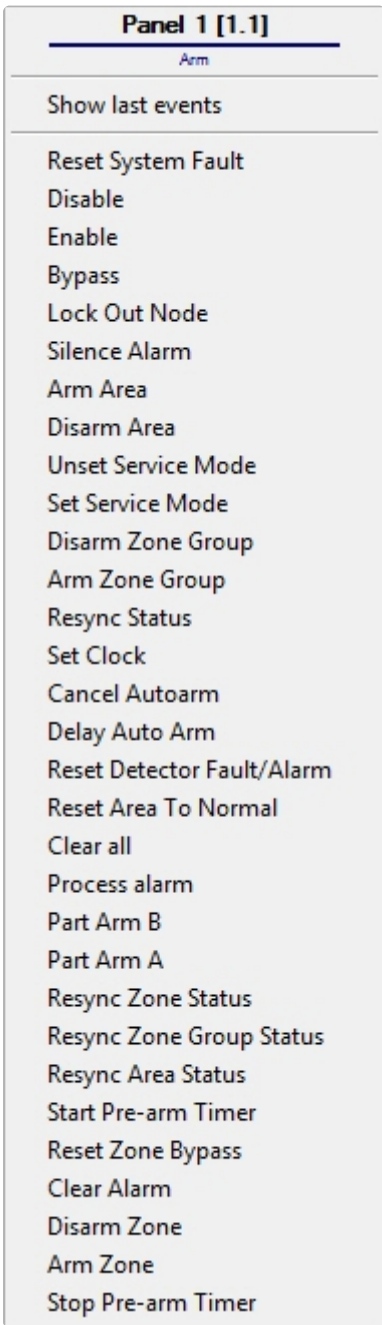 Panel 1 [1.1]
Arm
Show last events
Reset System Fault
Disable
Enable
Bypass
Lock Out Node
Silence Alarm
Arm Area
Disarm Area
Unset Service Mode
Set Service Mode
Disarm Zone Group
Arm Zone Group
Resync Status
Set Clock
Cancel Autoarm
Delay Auto Arm
Reset Detector Fault/Alarm
Reset Area To Normal
Clear all
Process alarm
Part Arm B
Part Arm A
Resync Zone Status
Resync Zone Group Status
Resync Area Status
Start Pre-arm Timer
Reset Zone Bypass
Clear Alarm
Disarm Zone
Arm Zone
Stop Pre-arm Timer